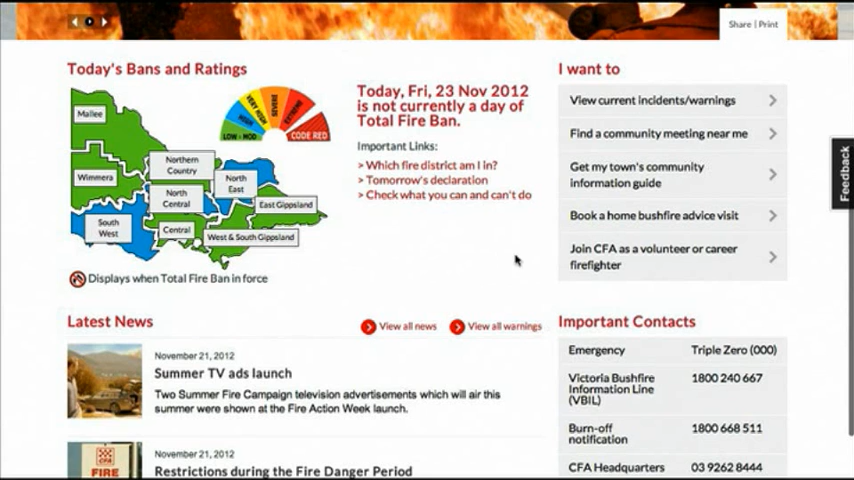 Share | Print
Today's Bans and Ratings
Mallee
Wimmera
South
West
Northern
Country
North
Central
Central
North
East
East Gippsland
West & South Gippsland
LOW - MOD
HIGH
VERY HIGH
SEVERE
EXTREME
CODE RED
Displays when Total Fire Ban in force
Today, Fri, 23 Nov 2012
is not currently a day of
Total Fire Ban.
Important Links:
> Which fire district am I in?
> Tomorrow's declaration
> Check what you can and can't do
I want to
View current incidents/warnings
Find a community meeting near me
Get my town's community
information guide
Book a home bushfire advice visit
Join CFA as a volunteer or career
firefighter
Feedback
Latest News
View all news
View all warnings
November 21, 2012
Summer TV ads launch
Two Summer Fire Campaign television advertisements which will air this
summer were shown at the Fire Action Week launch.
CFA
FIRE
November 21, 2012
Restrictions during the Fire Danger Period
Important Contacts
Emergency Triple Zero (000)
Victoria Bushfire
Information Line
(VBIL) 1800 240 667
Burn-off
notification 1800 668 511
CFA Headquarters 03 9262 8444